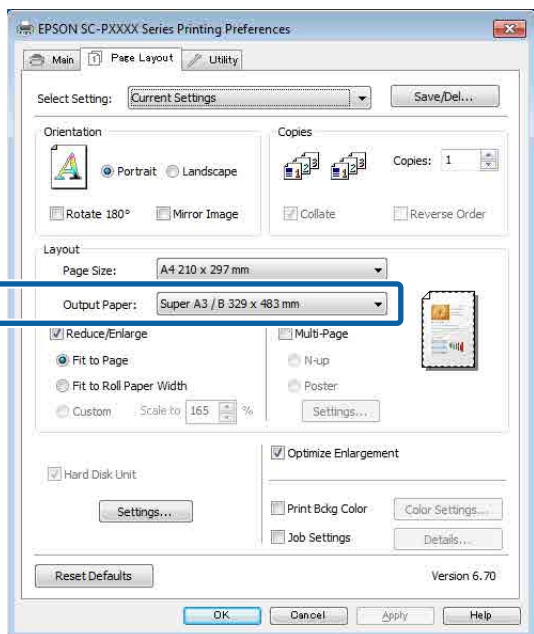 EPSON SC-PXXXX Series Printing Preferences
Main Page Layout Utility
Select Setting: Current Settings Save/Del...
Orientation Copies
Portrait Landscape Copies: 1
Rotate 180° Mirror Image Collate Reverse Order
Layout
Page Size: A4 210 x 297 mm
Output Paper: Super A3 / B 329 x 483 mm
Reduce/Enlarge Multi-Page
Fit to Page N-up
Fit to Roll Paper Width Poster
Custom Scale to 165 % Settings...
Optimize Enlargement
Hard Disk Unit
Settings... Print Bckg Color Color Settings...
Job Settings Details...
Reset Defaults Version 6.70
OK Cancel Apply Help